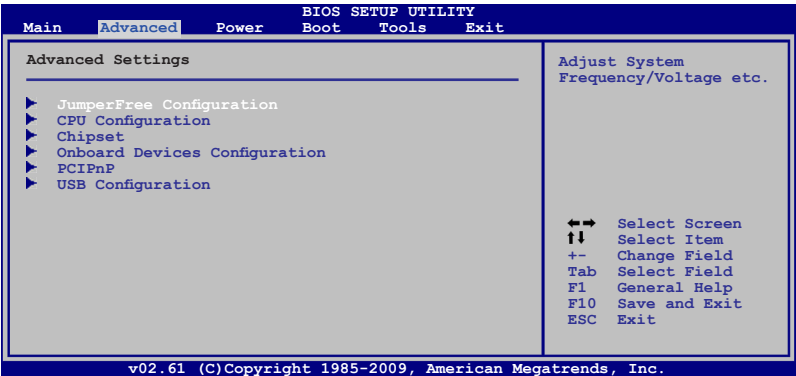 BIOS SETUP UTILITY
Main Advanced Power Boot Tools Exit
Advanced Settings
JumperFree Configuration
CPU Configuration
Chipset
Onboard Devices Configuration
PCIPnP
USB Configuration
Adjust System
Frequency/Voltage etc.
←→ Select Screen
↑↓ Select Item
+- Change Field
Tab Select Field
F1 General Help
F10 Save and Exit
ESC Exit
v02.61 (C)Copyright 1985-2009, American Megatrends, Inc.